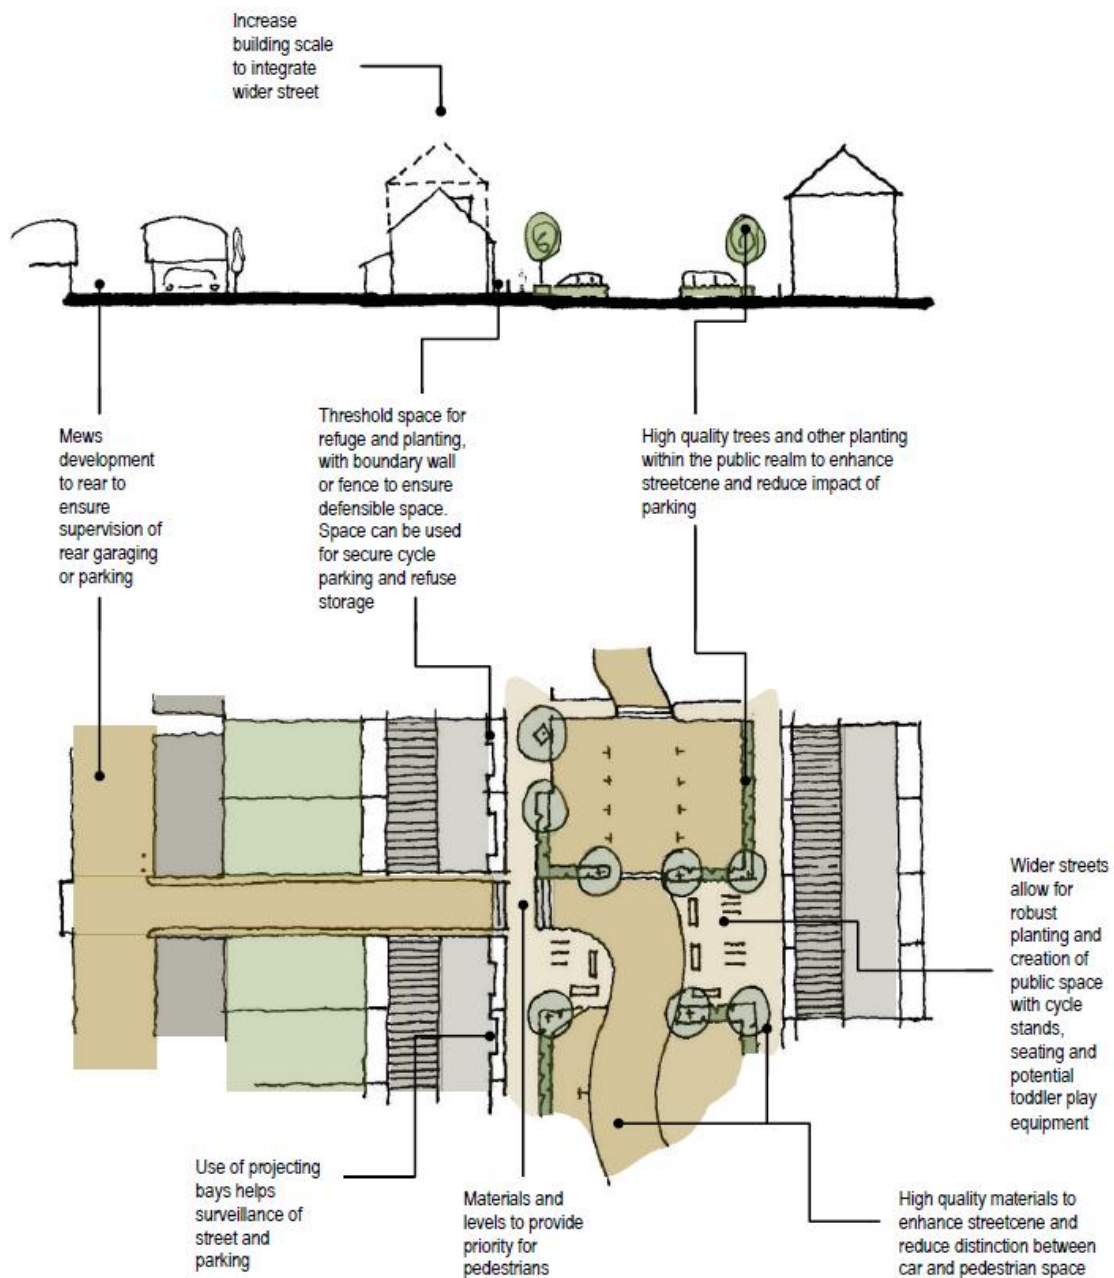 Increase
building scale
to integrate
wider street
Mews
development
to rear to
ensure
supervision of
rear garaging
or parking
Threshold space for
refuge and planting,
with boundary wall
or fence to ensure
defensible space.
Space can be used
for secure cycle
parking and refuse
storage
High quality trees and other planting
within the public realm to enhance
streetcene and reduce impact of
parking
Wider streets
allow for
robust
planting and
creation of
public space
with cycle
stands,
seating and
potential
toddler play
equipment
Use of projecting
bays helps
surveillance of
street and
parking
Materials and
levels to provide
priority for
pedestrians
High quality materials to
enhance streetcene and
reduce distinction between
car and pedestrian space